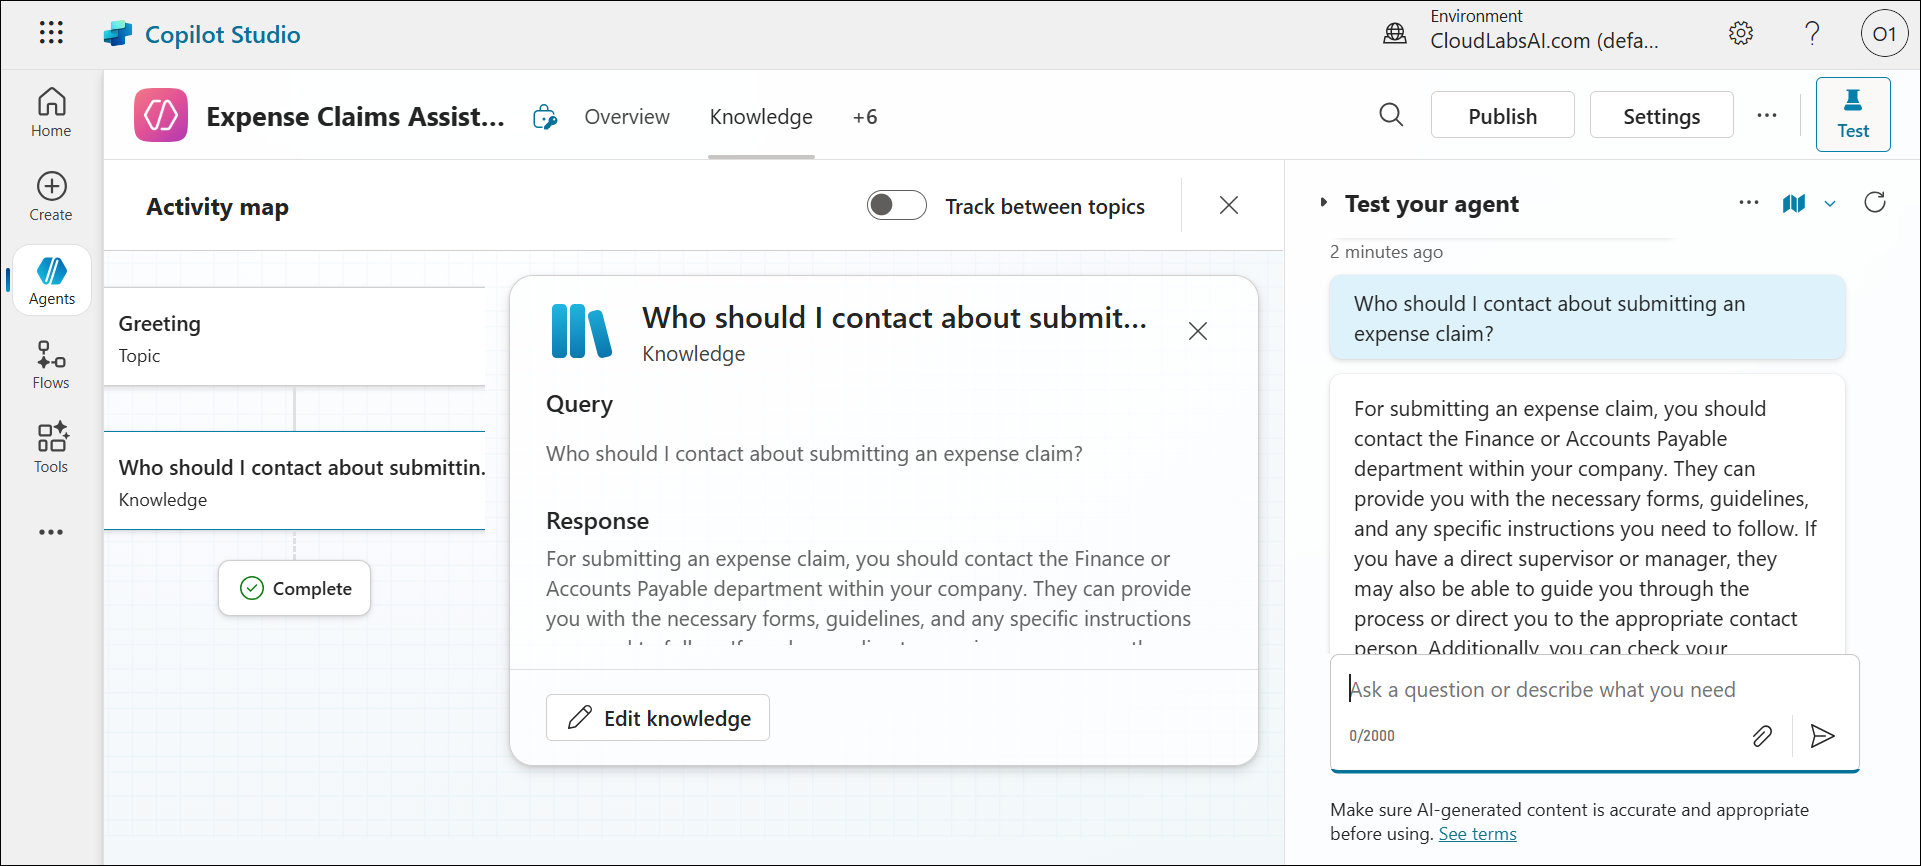 Copilot Studio
Environment
CloudLabsAI.com (defa...
O1
Home
Create
Agents
Flows
Tools
Expense Claims Assist...
Overview
Knowledge
+6
Publish
Settings
Test
Activity map
Track between topics
Greeting
Topic
Who should I contact about submittin.
Knowledge
Complete
Who should I contact about submit...
Knowledge
Query
Who should I contact about submitting an expense claim?
Response
For submitting an expense claim, you should contact the Finance or
Accounts Payable department within your company. They can provide
you with the necessary forms, guidelines, and any specific instructions
Edit knowledge
Test your agent
2 minutes ago
Who should I contact about submitting an
expense claim?
For submitting an expense claim, you should
contact the Finance or Accounts Payable
department within your company. They can
provide you with the necessary forms, guidelines,
and any specific instructions you need to follow. If
you have a direct supervisor or manager, they
may also be able to guide you through the
process or direct you to the appropriate contact
person. Additionally, you can check your
Ask a question or describe what you need
0/2000
Make sure AI-generated content is accurate and appropriate
before using. See terms